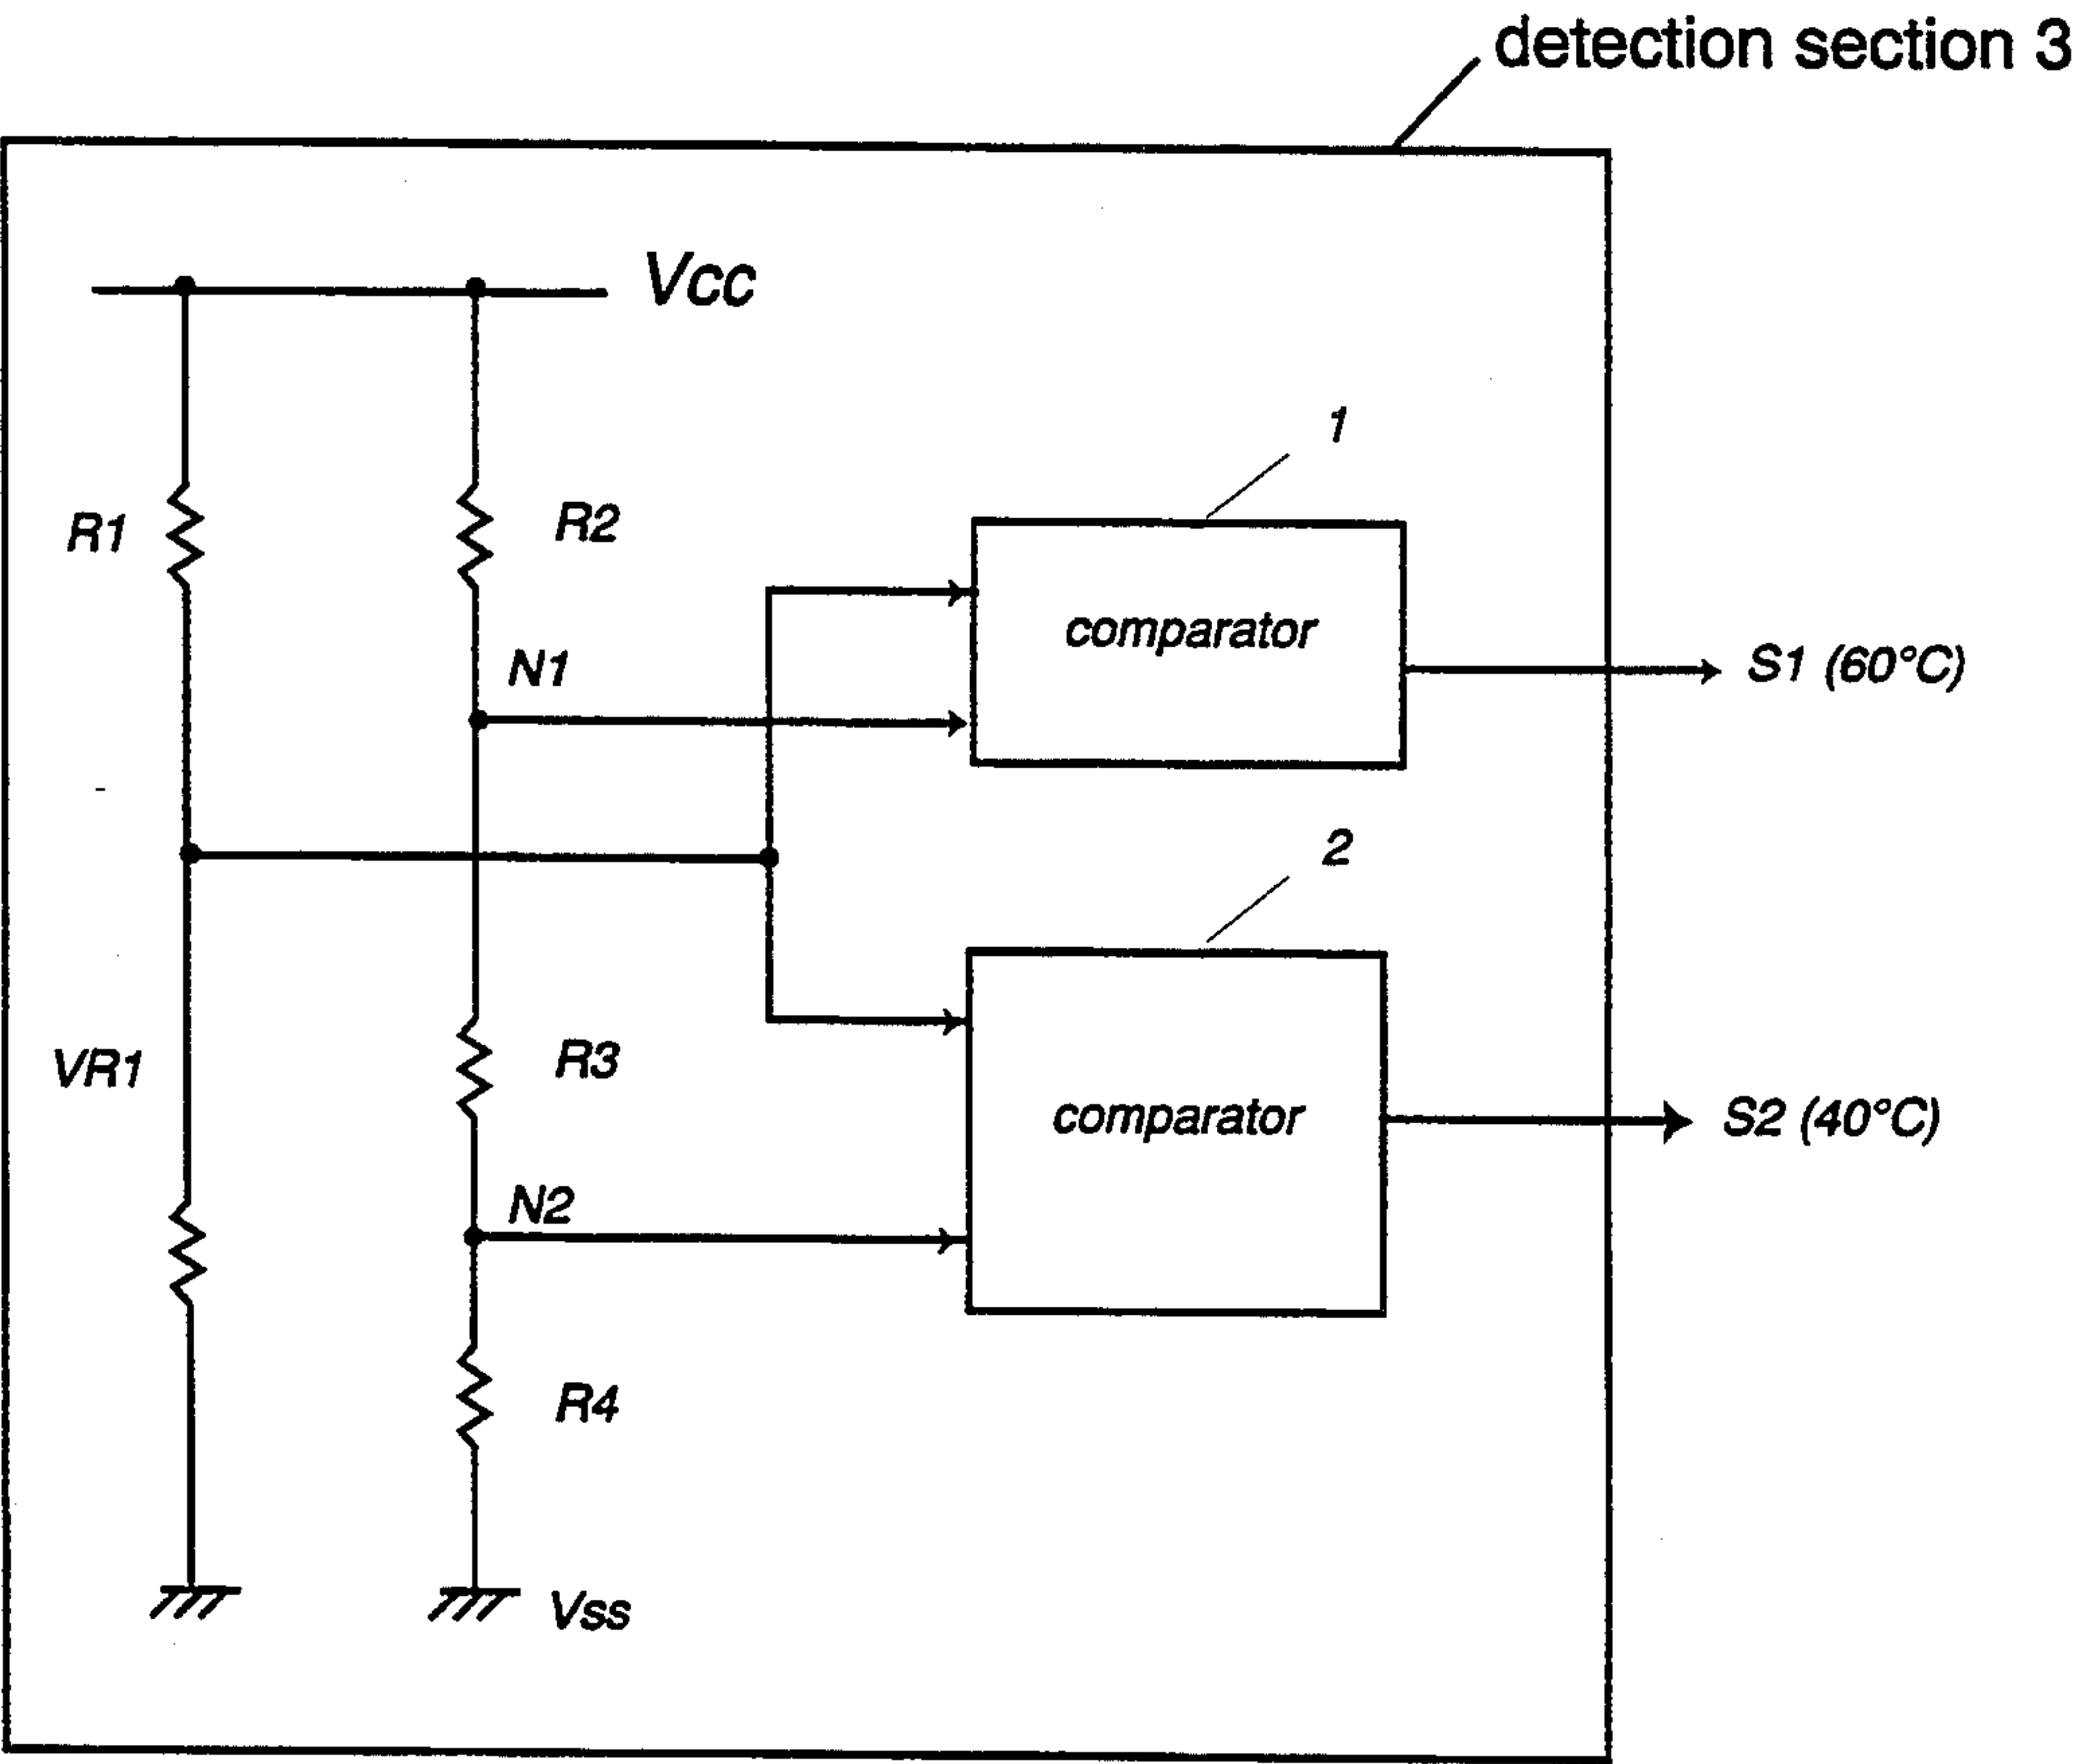 detection section 3
Vcc
1
R1
R2
comparator
N1
S1 (60°C)
2
VR1
R3
comparator
S2 (40°C)
N2
R4
Vss